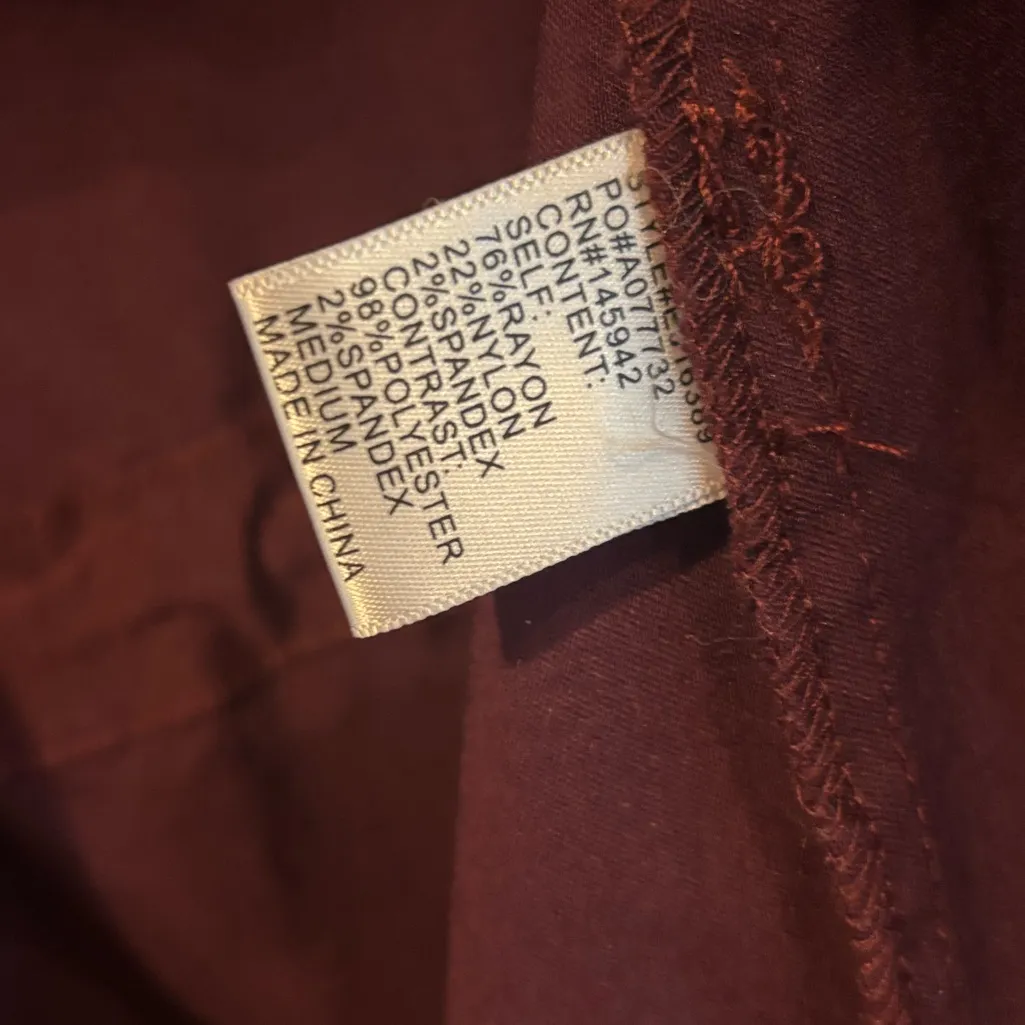 PO#A077732
RN#145942
CONTENT:
SELF:
76%RAYON
22%NYLON
2%SPANDEX
CONTRAST:
98%POLYESTER
2%SPANDEX
MEDIUM
MADE IN CHINA